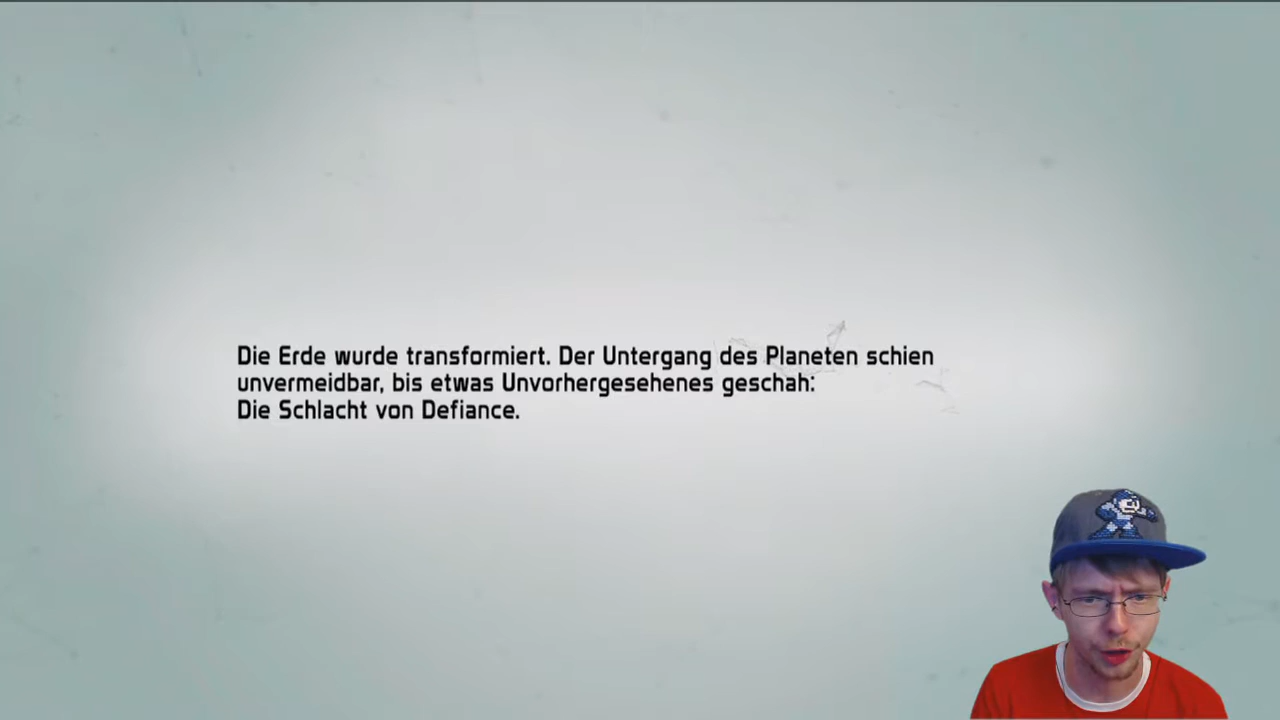 Die Erde wurde transformiert. Der Untergang des Planeten schien
unvermeidbar, bis etwas Unvorhergesehenes geschah:
Die Schlacht von Defiance.